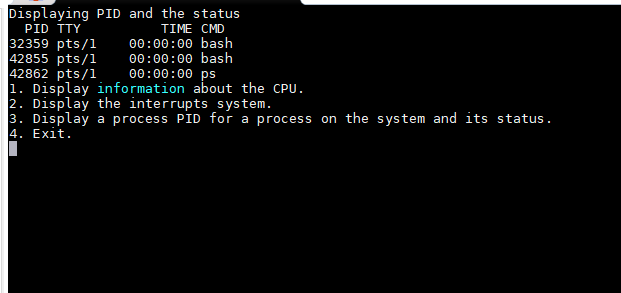 Displaying PID and the status
PID TTY TIME CMD
32359 pts/1 00:00:00 bash
42855 pts/1 00:00:00 bash
42862 pts/1 00:00:00 ps
1. Display information about the CPU.
2. Display the interrupts system.
3. Display a process PID for a process on the system and its status.
4. Exit.